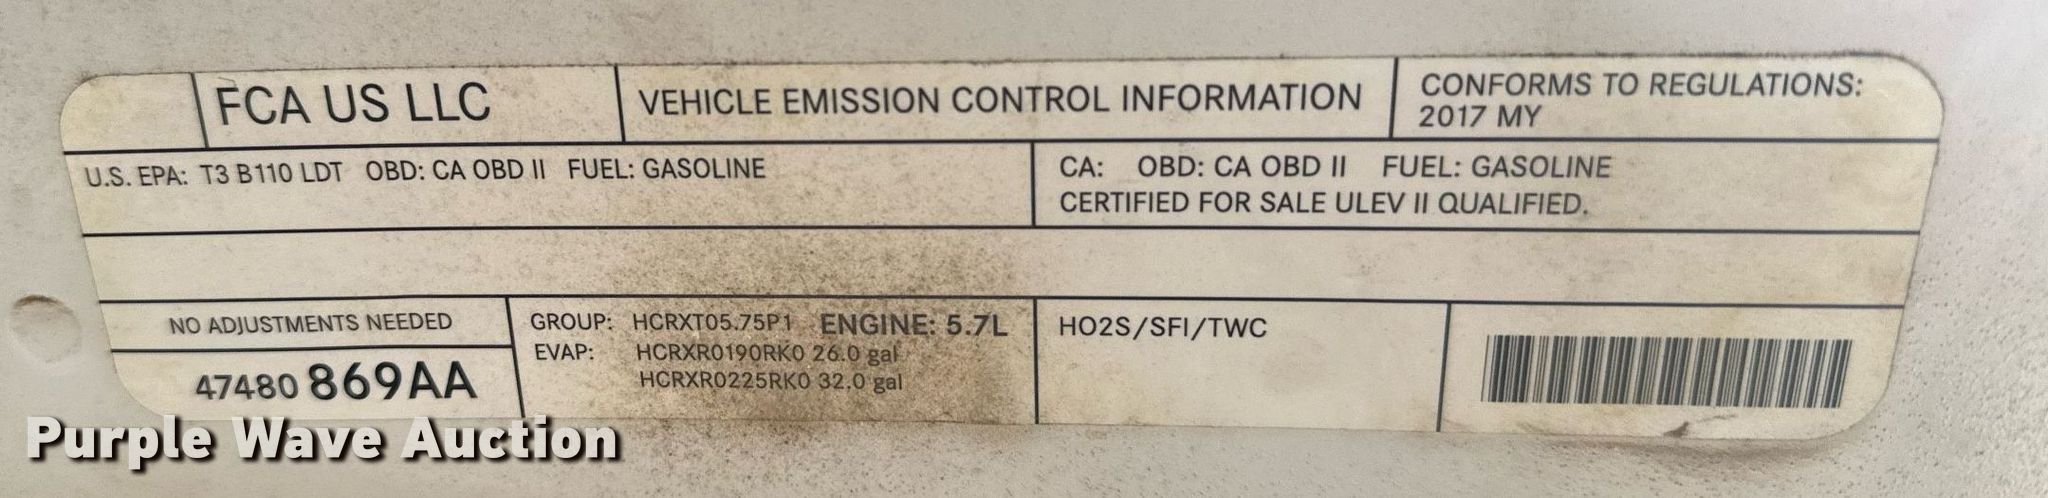 FCA US LLC
VEHICLE EMISSION CONTROL INFORMATION
CONFORMS TO REGULATIONS:
2017 MY
U.S. EPA: T3 B110 LDT OBD: CA OBD II FUEL: GASOLINE
CA: OBD: CA OBD II FUEL: GASOLINE
CERTIFIED FOR SALE ULEV II QUALIFIED.
NO ADJUSTMENTS NEEDED
47480 869AA
GROUP: HCRXT05.75P1 ENGINE: 5.7L
EVAP: HCRXR0190RK0 26.0 gal
HCRXR0225RK0 32.0 gal
HO2S/SFI/TWC
Purple Wave Auction